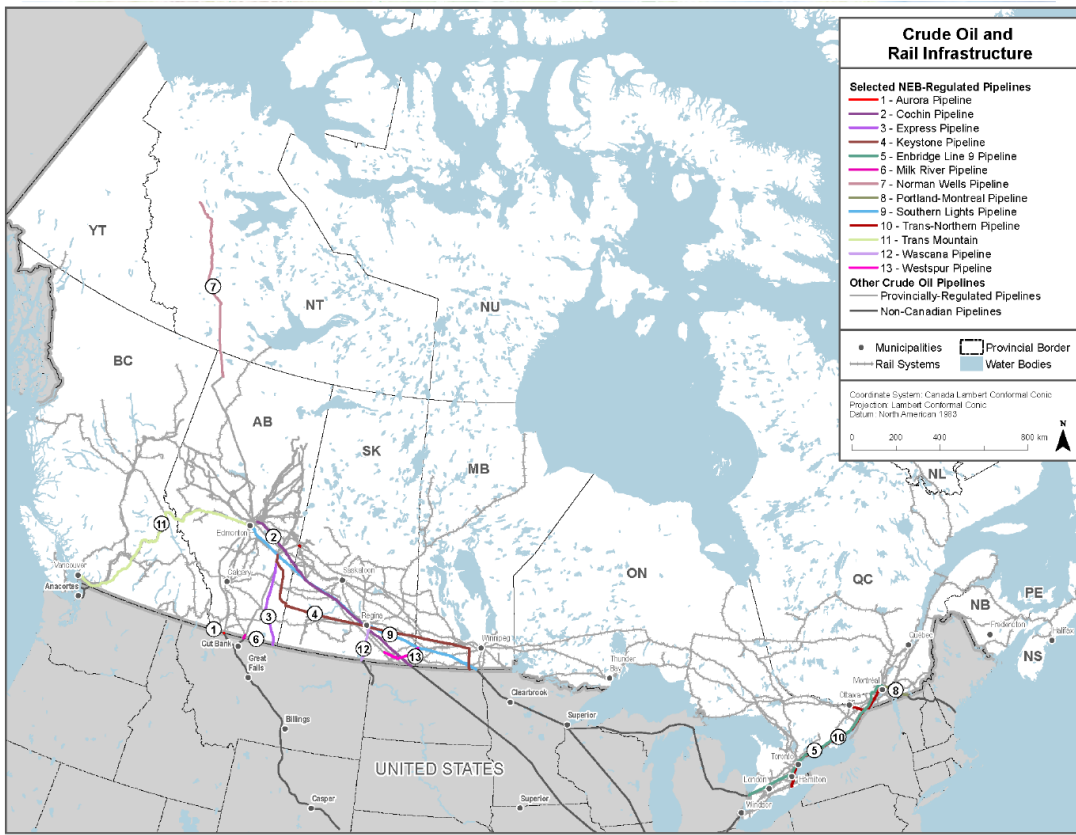 Crude Oil and
Rail Infrastructure
Selected NEB-Regulated Pipelines
1 - Aurora Pipeline
2 - Cochin Pipeline
3 - Express Pipeline
4 - Keystone Pipeline
5 - Enbridge Line 9 Pipeline
6 - Milk River Pipeline
7 - Norman Wells Pipeline
8 - Portland-Montreal Pipeline
9 - Southern Lights Pipeline
10 - Trans-Northern Pipeline
11 - Trans Mountain
12 - Wascana Pipeline
13 - Westspur Pipeline
Other Crude Oil Pipelines
Provincially-Regulated Pipelines
Non-Canadian Pipelines
Municipalities
Provincial Border
Rail Systems
Water Bodies
Coordinate System: Canada Lambert Conformal Conic
Projection: Lambert Conformal Conic
Datum: North American 1983
N
0 200 400 800 km
YT
7
NT
NU
BC
AB
SK
MB
NL
11
Edmonton
2
ON
QC
Vancouver
Anacortes
Calgary
Saskatoon
NB
PE
Fredericton
Halifax
NS
Québec
3
4
Regina
9
Winnipeg
1
6
Cut Bank
12
13
Thunder
Bay
Great
Falls
Montréal
8
Ottawa
Clearbrook
Superior
Billings
10
5
Toronto
UNITED STATES
London
Hamilton
Windsor
Casper
Superior